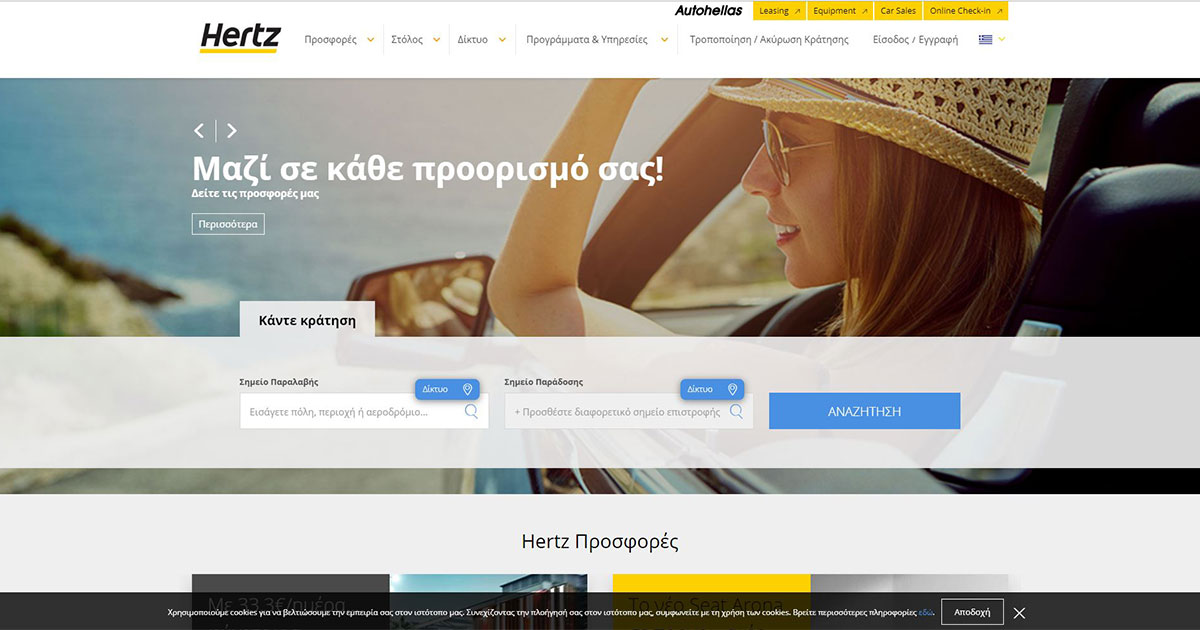 Autohellas Leasing Equipment Car Sales Online Check-in
Hertz Προσφορές Στόλος Δίκτυο Προγράμματα & Υπηρεσίες Τροποποίηση / Ακύρωση Κράτησης Είσοδος / Εγγραφή
Μαζί σε κάθε προορισμό σας!
Δείτε τις προσφορές μας
Περισσότερα
Κάντε κράτηση
Σημείο Παραλαβής Δίκτυο Σημείο Παράδοσης Δίκτυο
Εισάγετε πόλη, περιοχή ή αεροδρόμιο... + Προσθέστε διαφορετικό σημείο επιστροφής ΑΝΑΖΗΤΗΣΗ
Hertz Προσφορές
Με 33,3€/ημέρα Το νέο Seat Arona
Χρησιμοποιούμε cookies για να βελτιώσουμε την εμπειρία σας στον ιστότοπο μας. Συνεχίζοντας την πλοήγησή σας στον ιστότοπο μας, συμφωνείτε με τη χρήση των cookies. Βρείτε περισσότερες πληροφορίες εδώ. Αποδοχή